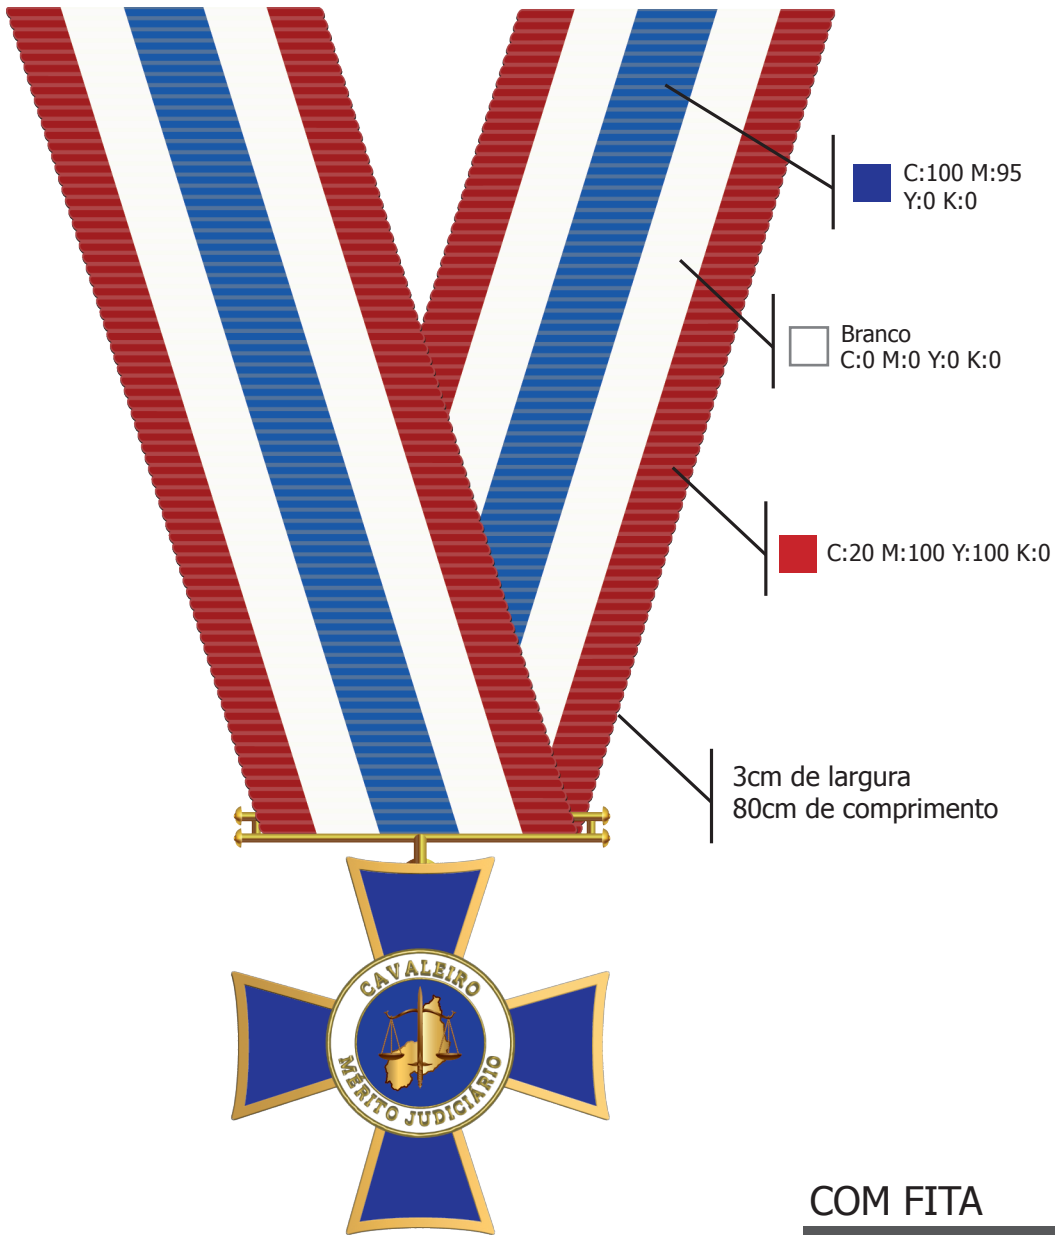 C:100 M:95
Y:0 K:0
Branco
C:0 M:0 Y:0 K:0
C:20 M:100 Y:100 K:0
3cm de largura
80cm de comprimento
CAVALEIRO
MÉRITO JUDICIÁRIO
COM FITA